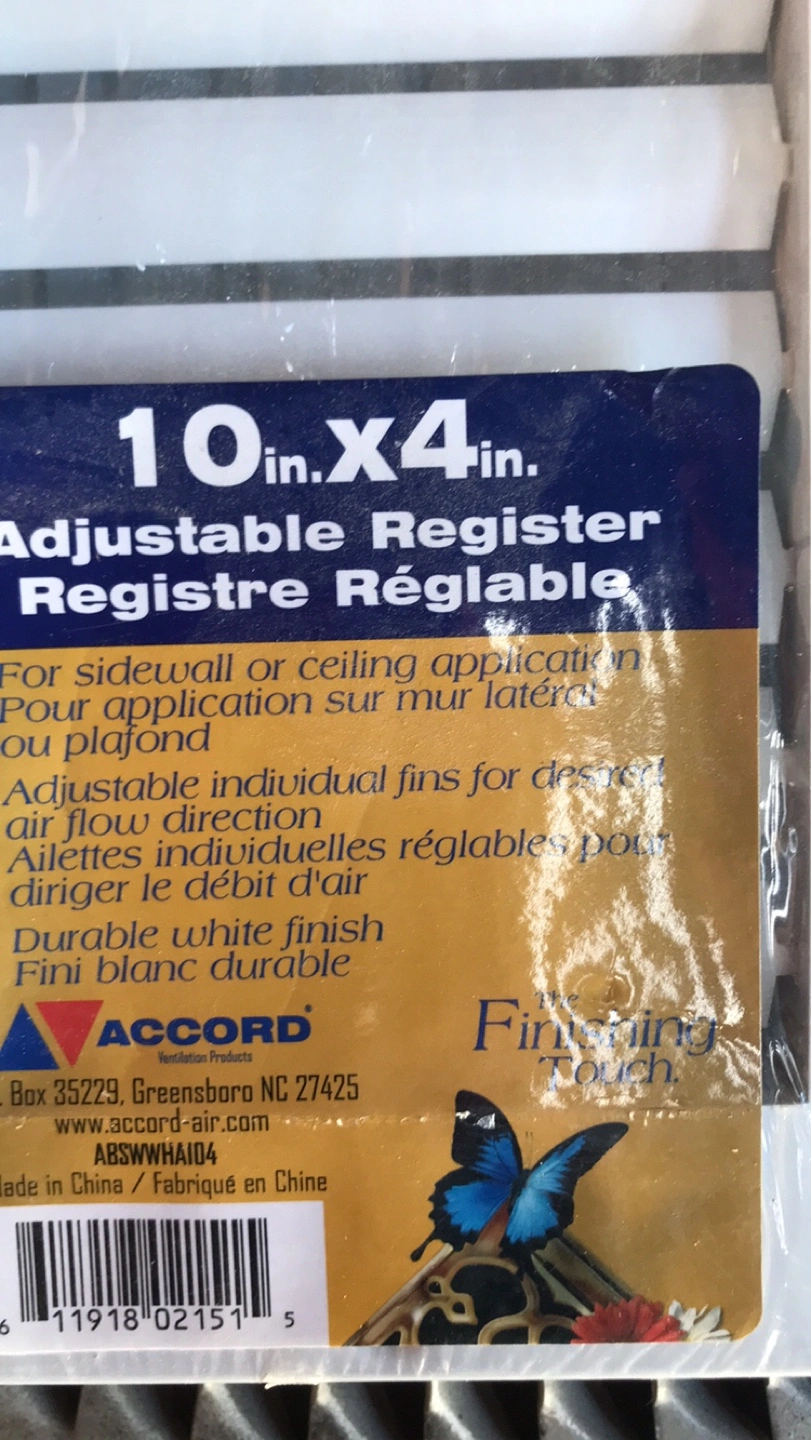 10in.x4in.
Adjustable Register
Registre Réglable
For sidewall or ceiling application
Pour application sur mur latéral
ou plafond
Adjustable individual fins for desired
air flow direction
Ailettes individuelles réglables pour
diriger le débit d'air
Durable white finish
Fini blanc durable
ACCORD®
Ventilation Products
. Box 35229, Greensboro NC 27425
www.accord-air.com
ABSWWHA104
Made in China / Fabriqué en Chine
6 11918 02151 5
The
Finishing
Touch.